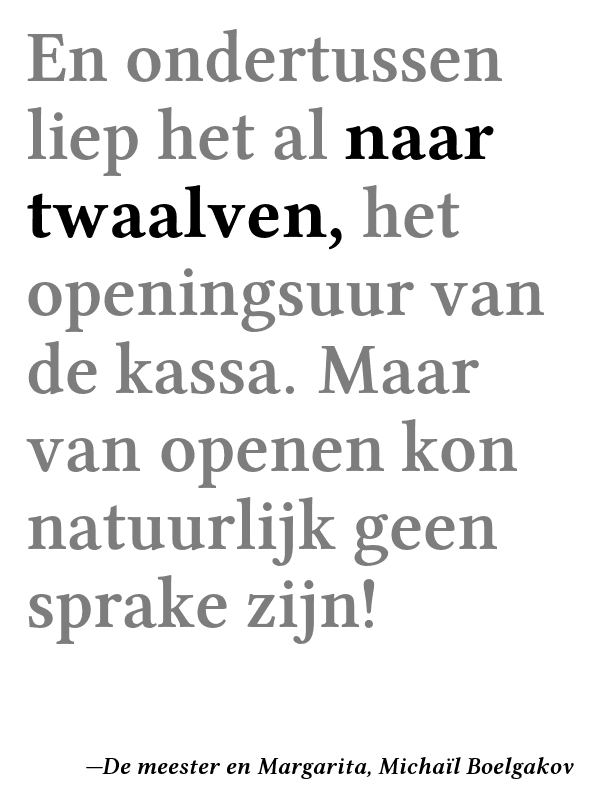 En ondertussen
liep het al naar
twaalven, het
openingsuur van
de kassa. Maar
van openen kon
natuurlijk geen
sprake zijn!
—De meester en Margarita, Michaïl Boelgakov